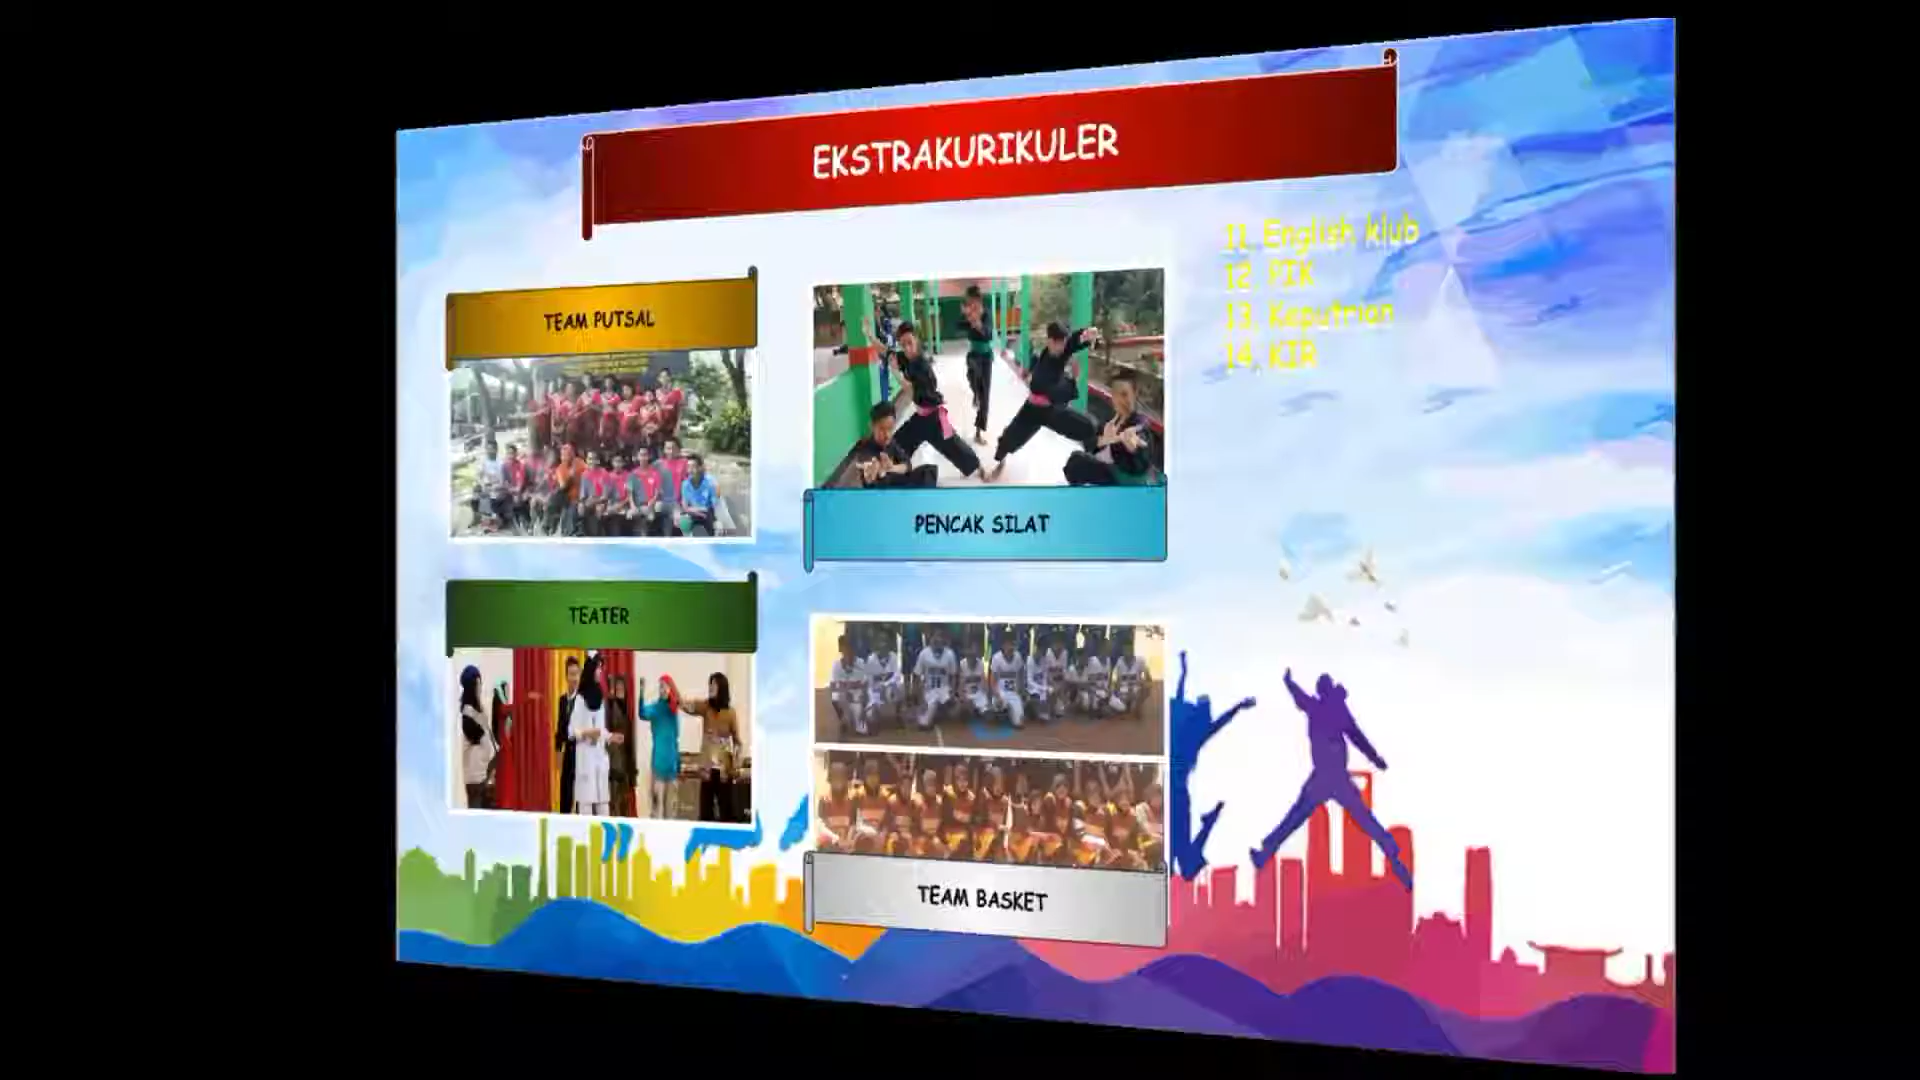 EKSTRAKURIKULER
TEAM PUTSAL
PENCAK SILAT
TEATER
TEAM BASKET
11. English klub
12. PIK
13. Keputrian
14. KIR